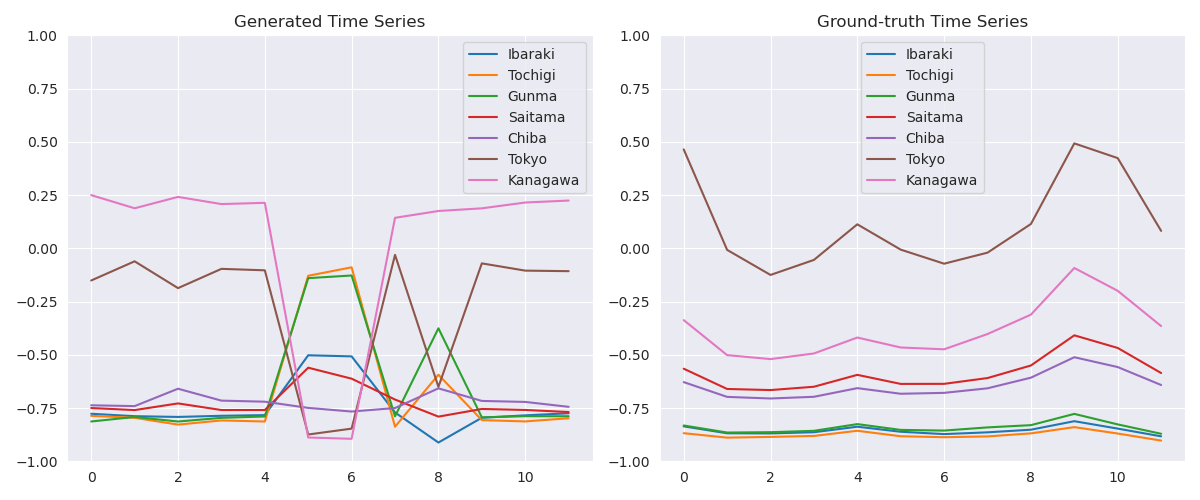 Generated Time Series
1.00
0.75
0.50
0.25
0.00
−0.25
−0.50
−0.75
−1.00
0 2 4 6 8 10
Ibaraki
Tochigi
Gunma
Saitama
Chiba
Tokyo
Kanagawa
Ground-truth Time Series
1.00
0.75
0.50
0.25
0.00
−0.25
−0.50
−0.75
−1.00
0 2 4 6 8 10
Ibaraki
Tochigi
Gunma
Saitama
Chiba
Tokyo
Kanagawa